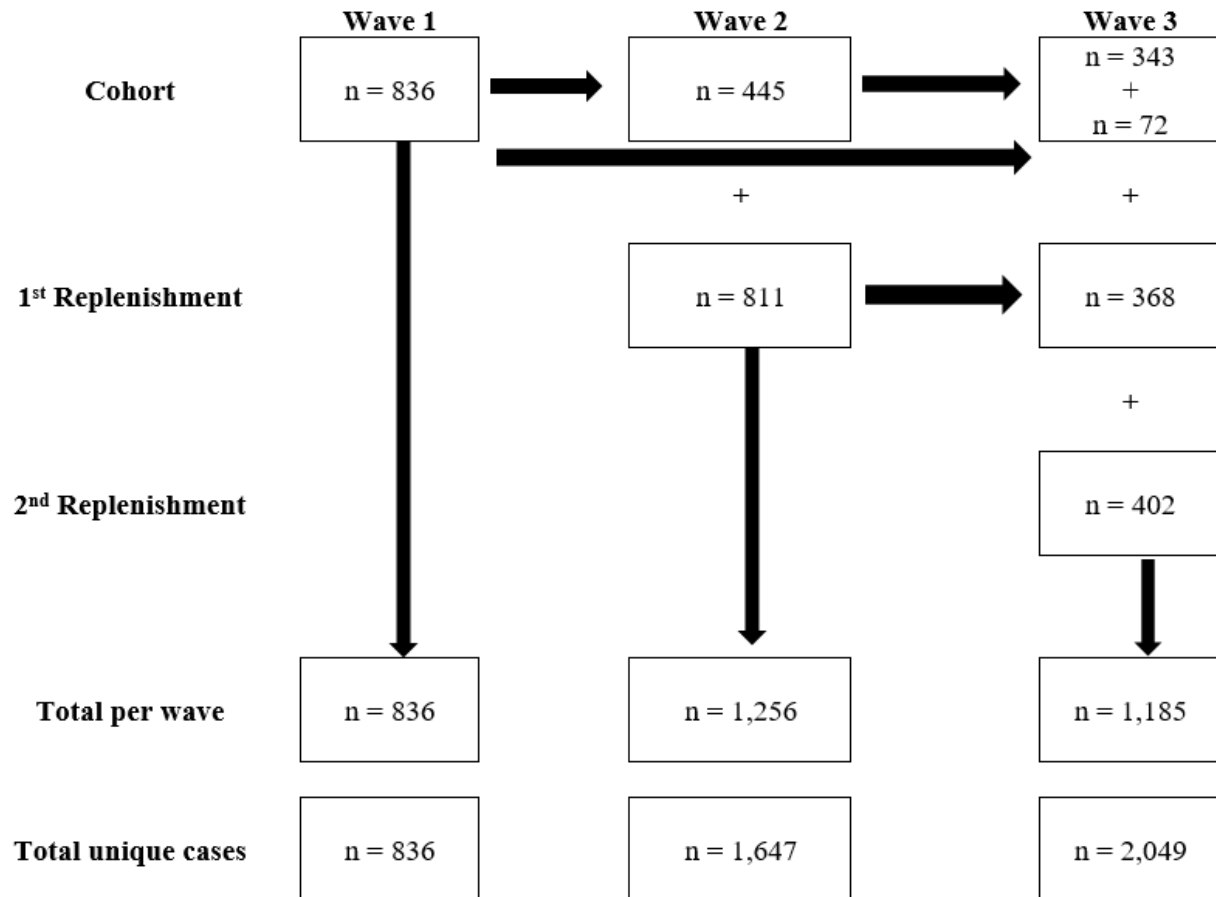 Wave 1 Wave 2 Wave 3
Cohort
n = 836
n = 445
n = 343
+
n = 72
+ +
1st Replenishment
n = 811
n = 368
+
2nd Replenishment
n = 402
Total per wave
n = 836
n = 1,256
n = 1,185
Total unique cases
n = 836
n = 1,647
n = 2,049